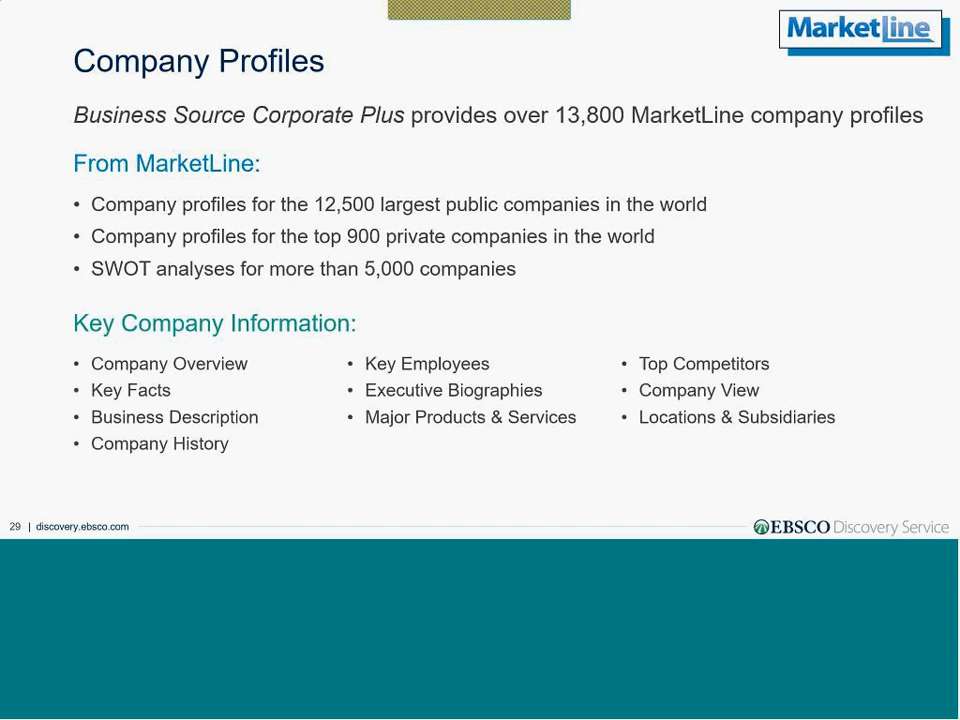 MarketLine
Company Profiles
Business Source Corporate Plus provides over 13,800 MarketLine company profiles
From MarketLine:
• Company profiles for the 12,500 largest public companies in the world
• Company profiles for the top 900 private companies in the world
• SWOT analyses for more than 5,000 companies
Key Company Information:
• Company Overview
• Key Facts
• Business Description
• Company History
• Key Employees
• Executive Biographies
• Major Products & Services
• Top Competitors
• Company View
• Locations & Subsidiaries
29 | discovery.ebsco.com
EBSCO Discovery Service